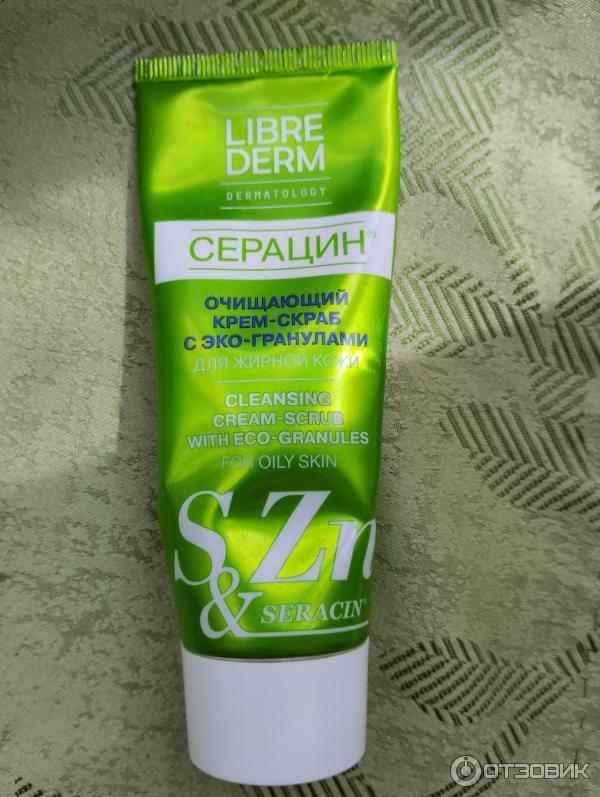 LIBRE
DERM
DERMATOLOGY
СЕРАЦИН®
ОЧИЩАЮЩИЙ
КРЕМ-СКРАБ
С ЭКО-ГРАНУЛАМИ
ДЛЯ ЖИРНОЙ КОЖИ
CLEANSING
CREAM-SCRUB
WITH ECO-GRANULES
FOR OILY SKIN
S Zn
& SERACIN®
ОТЗОВИК